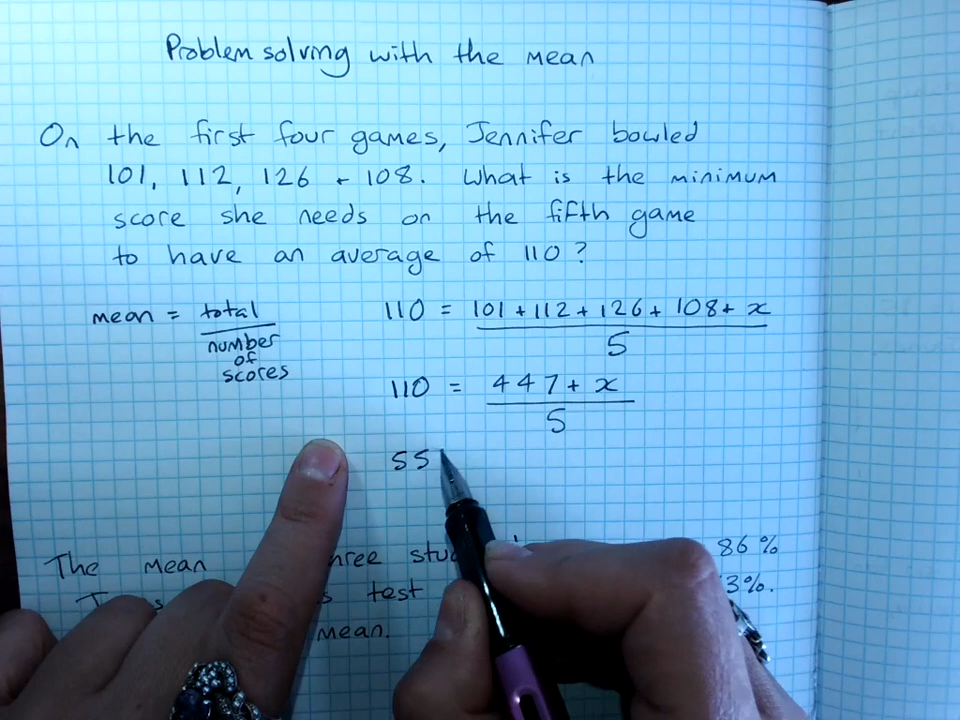 Problem solving with the mean
On the first four games, Jennifer bowled
101, 112, 126 + 108. What is the minimum
score she needs on the fifth game
to have an average of 110?
mean = total
number
of
scores
110 = 101 + 112 + 126 + 108 + x
5
110 = 447 + x
5
55
The mean 86%
test 3%.
mean.